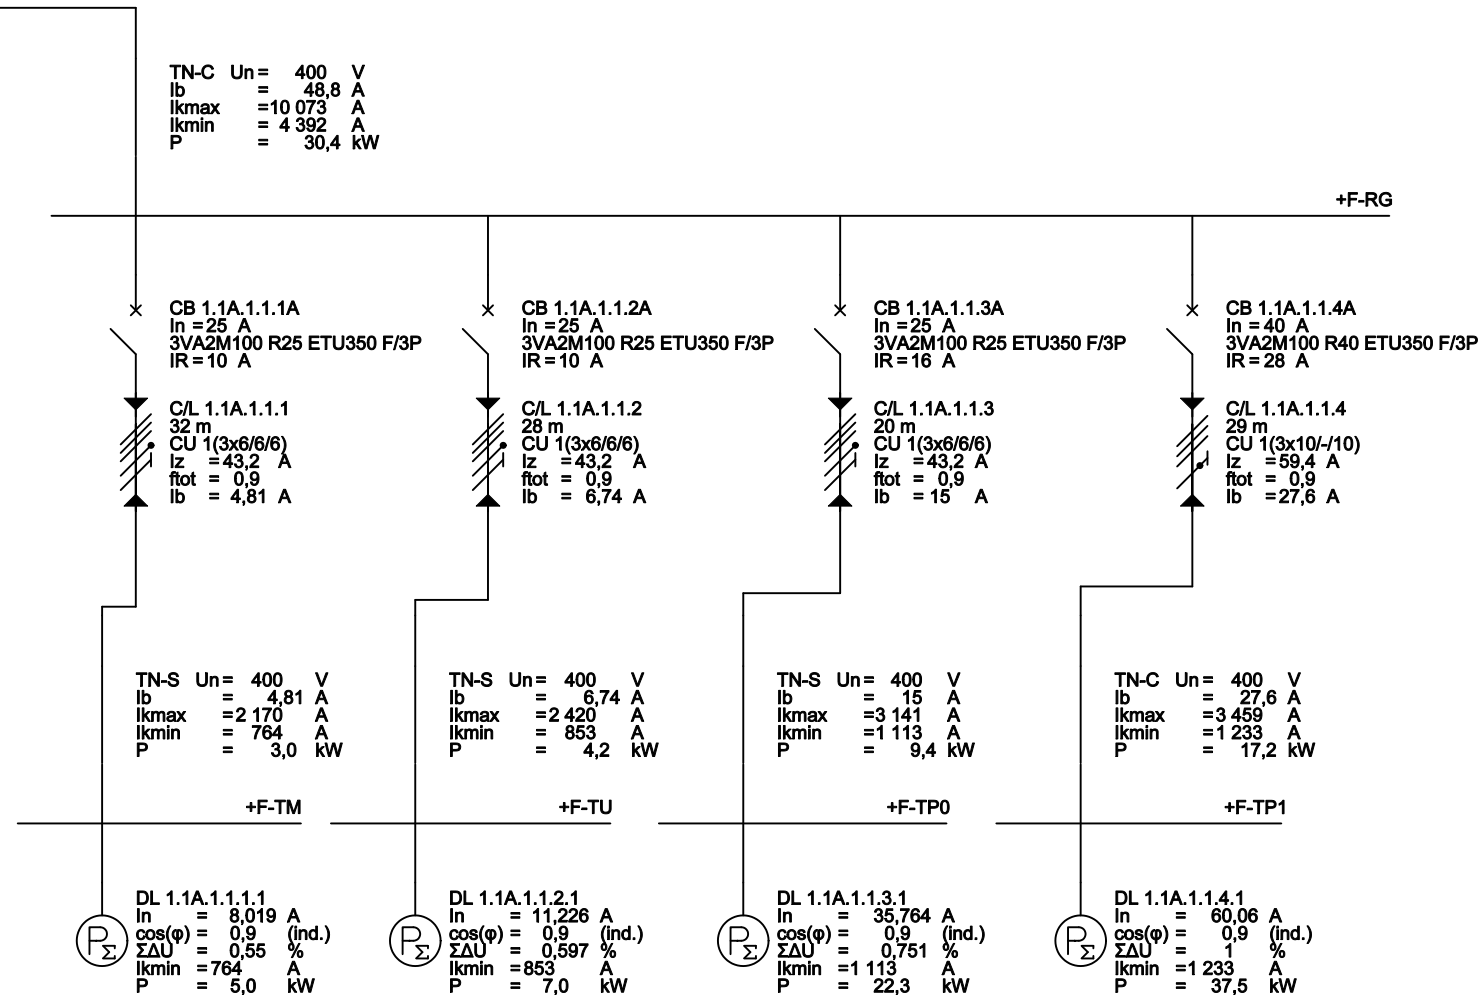 TN-C Un = 400 V
Ib = 48,8 A
Ikmax =10 073 A
Ikmin = 4 392 A
P = 30,4 kW
+F-RG
CB 1.1A.1.1.1A
In = 25 A
3VA2M100 R25 ETU350 F/3P
IR = 10 A
CB 1.1A.1.1.2A
In = 25 A
3VA2M100 R25 ETU350 F/3P
IR = 10 A
CB 1.1A.1.1.3A
In = 25 A
3VA2M100 R25 ETU350 F/3P
IR = 16 A
CB 1.1A.1.1.4A
In = 40 A
3VA2M100 R40 ETU350 F/3P
IR = 28 A
C/L 1.1A.1.1.1
32 m
CU 1(3x6/6/6)
Iz = 43,2 A
ftot = 0,9
Ib = 4,81 A
C/L 1.1A.1.1.2
28 m
CU 1(3x6/6/6)
Iz = 43,2 A
ftot = 0,9
Ib = 6,74 A
C/L 1.1A.1.1.3
20 m
CU 1(3x6/6/6)
Iz = 43,2 A
ftot = 0,9
Ib = 15 A
C/L 1.1A.1.1.4
29 m
CU 1(3x10/-/10)
Iz = 59,4 A
ftot = 0,9
Ib = 27,6 A
TN-S Un = 400 V
Ib = 4,81 A
Ikmax =2 170 A
Ikmin = 764 A
P = 3,0 kW
TN-S Un = 400 V
Ib = 6,74 A
Ikmax =2 420 A
Ikmin = 853 A
P = 4,2 kW
TN-S Un = 400 V
Ib = 15 A
Ikmax =3 141 A
Ikmin =1 113 A
P = 9,4 kW
TN-C Un = 400 V
Ib = 27,6 A
Ikmax =3 459 A
Ikmin =1 233 A
P = 17,2 kW
+F-TM
+F-TU
+F-TP0
+F-TP1
PΣ
DL 1.1A.1.1.1.1
In = 8,019 A
cos(φ) = 0,9 (ind.)
ΣΔU = 0,55 %
Ikmin =764 A
P = 5,0 kW
PΣ
DL 1.1A.1.1.2.1
In = 11,226 A
cos(φ) = 0,9 (ind.)
ΣΔU = 0,597 %
Ikmin =853 A
P = 7,0 kW
PΣ
DL 1.1A.1.1.3.1
In = 35,764 A
cos(φ) = 0,9 (ind.)
ΣΔU = 0,751 %
Ikmin =1 113 A
P = 22,3 kW
PΣ
DL 1.1A.1.1.4.1
In = 60,06 A
cos(φ) = 0,9 (ind.)
ΣΔU = 1 %
Ikmin =1 233 A
P = 37,5 kW